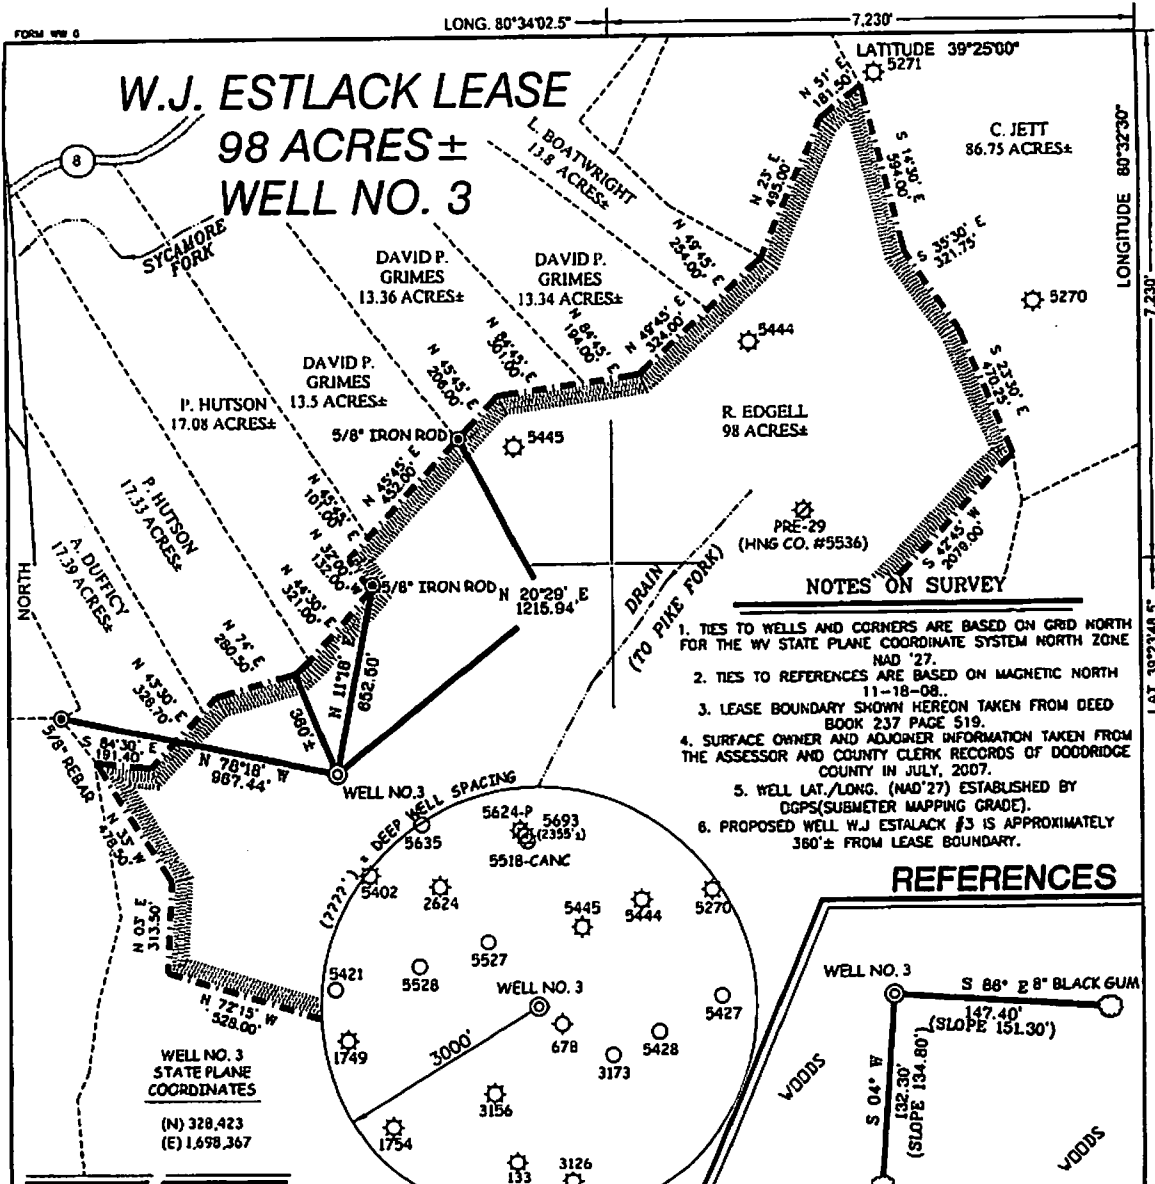 FORM WW 6
LONG. 80°34'02.5"
7,230'
LATITUDE 39°25'00"
5271
W.J. ESTLACK LEASE
98 ACRES±
WELL NO. 3
8
SYCAMORE
FORK
L. BOATWRIGHT
13.8 ACRES±
N 51° E
181.50'
C. JETT
86.75 ACRES±
LONGITUDE 80°32'30"
7,230'
N 23° E
495.00'
S 14°30' E
594.00'
S 35°30' E
321.75'
5270
N 49°45' E
254.00'
DAVID P.
GRIMES
13.36 ACRES±
DAVID P.
GRIMES
13.34 ACRES±
N 49°45' E
324.00'
N 84°45' E
194.00'
N 84°45' E
301.00'
5444
S 23°30' E
470.25'
DAVID P.
GRIMES
13.5 ACRES±
N 45°45' E
206.00'
P. HUTSON
17.08 ACRES±
R. EDGELL
98 ACRES±
5/8" IRON ROD
5445
N 45°45' E
452.00'
N 45°45' E
101.00'
P. HUTSON
17.33 ACRES±
PRE-29
(HNG CO. #5536)
S 42°45' W
2079.00'
A. DUFFICY
17.39 ACRES±
N 32°00' W
132.00'
N 44°30' E
321.00'
5/8" IRON ROD
N 20°29' E
1215.94'
DRAIN
(TO PIKE FORK)
NORTH
N 74° E
280.50'
N 11°18' E
652.50'
360'±
N 43°30' E
326.70'
S 84°30' E
191.40'
N 78°18' W
967.44'
5/8" REBAR
WELL NO.3
N 33° W
478.50'
N 03° E
313.50'
N 72°15' W
528.00'
NOTES ON SURVEY
1. TIES TO WELLS AND CORNERS ARE BASED ON GRID NORTH
FOR THE WV STATE PLANE COORDINATE SYSTEM NORTH ZONE
NAD '27.
2. TIES TO REFERENCES ARE BASED ON MAGNETIC NORTH
11-18-08..
3. LEASE BOUNDARY SHOWN HEREON TAKEN FROM DEED
BOOK 237 PAGE 519.
4. SURFACE OWNER AND ADJOINER INFORMATION TAKEN FROM
THE ASSESSOR AND COUNTY CLERK RECORDS OF DODDRIDGE
COUNTY IN JULY, 2007.
5. WELL LAT./LONG. (NAD'27) ESTABLISHED BY
DGPS(SUBMETER MAPPING GRADE).
6. PROPOSED WELL W.J ESTALACK #3 IS APPROXIMATELY
360'± FROM LEASE BOUNDARY.
LAT. 39°23'48.5"
(????') * DEEP WELL SPACING
5624-P
5693
(2355'±)
5518-CANC
5635
5402
2624
5445
5444
5270
5527
5528
5421
WELL NO. 3
5427
678
5428
3173
1749
3000'
3156
1754
133
3126
WELL NO. 3
STATE PLANE
COORDINATES
(N) 328,423
(E) 1,698,367
REFERENCES
WELL NO. 3
S 86° E 8" BLACK GUM
147.40'
(SLOPE 151.30')
S 04° W
132.30'
(SLOPE 134.80')
WOODS
WOODS